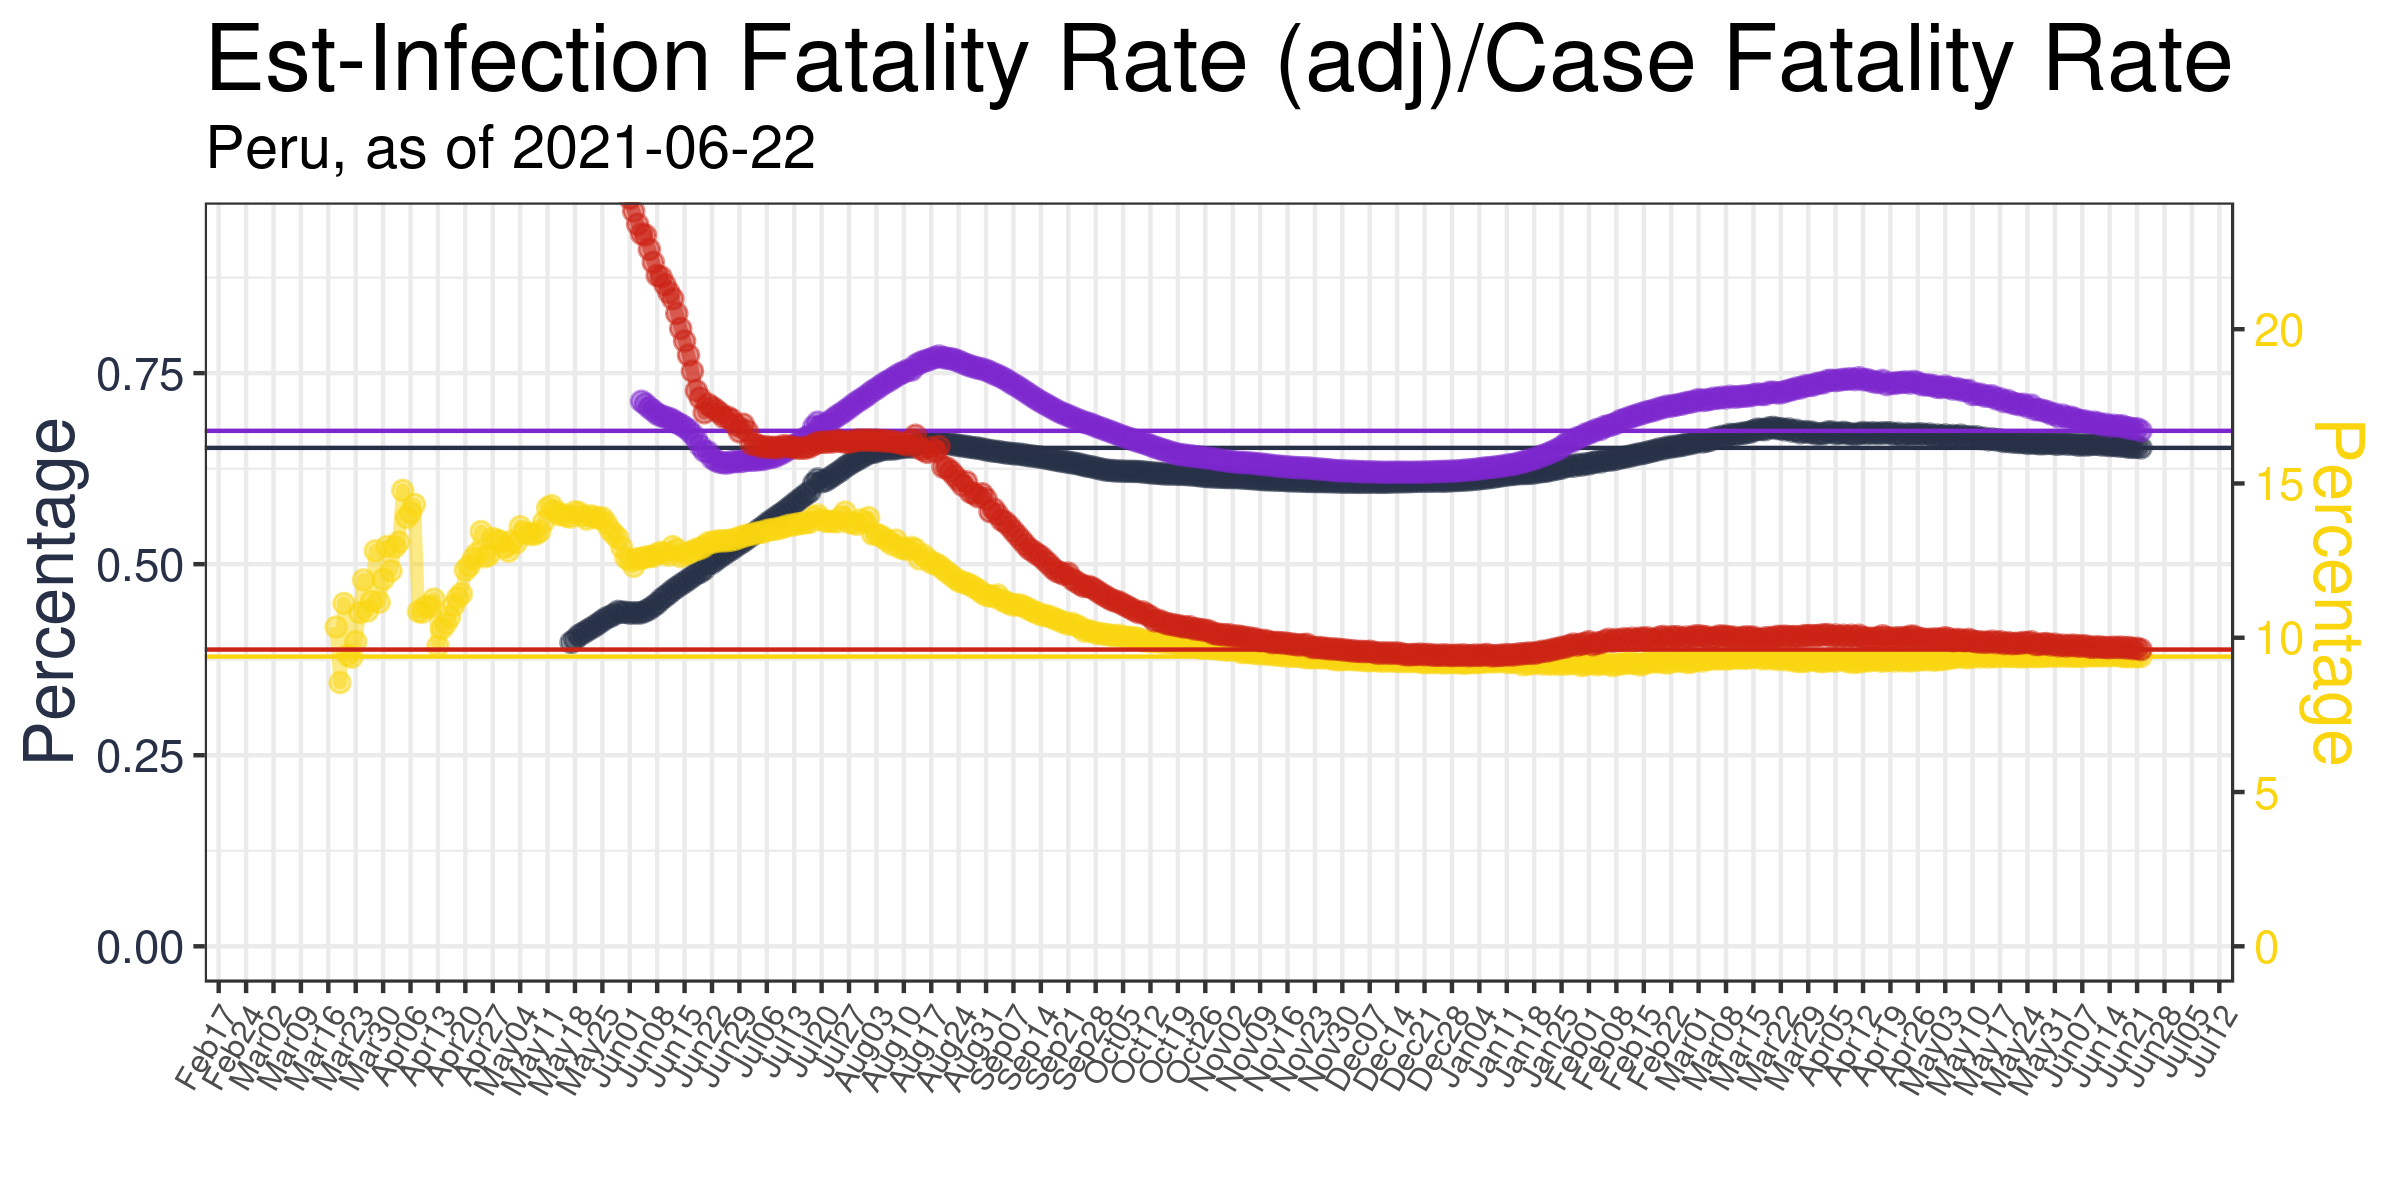 Est-Infection Fatality Rate (adj)/Case Fatality Rate
Peru, as of 2021-06-22
Percentage
0.75
0.50
0.25
0.00
20
15
10
5
0
Percentage
Feb17
Feb24
Mar02
Mar09
Mar16
Mar23
Mar30
Apr06
Apr13
Apr20
Apr27
May04
May11
May18
May25
Jun01
Jun08
Jun15
Jun22
Jun29
Jul06
Jul13
Jul20
Jul27
Aug03
Aug10
Aug17
Aug24
Aug31
Sep07
Sep14
Sep21
Sep28
Oct05
Oct12
Oct19
Oct26
Nov02
Nov09
Nov16
Nov23
Nov30
Dec07
Dec14
Dec21
Dec28
Jan04
Jan11
Jan18
Jan25
Feb01
Feb08
Feb15
Feb22
Mar01
Mar08
Mar15
Mar22
Mar29
Apr05
Apr12
Apr19
Apr26
May03
May10
May17
May24
May31
Jun07
Jun14
Jun21
Jun28
Jul05
Jul12